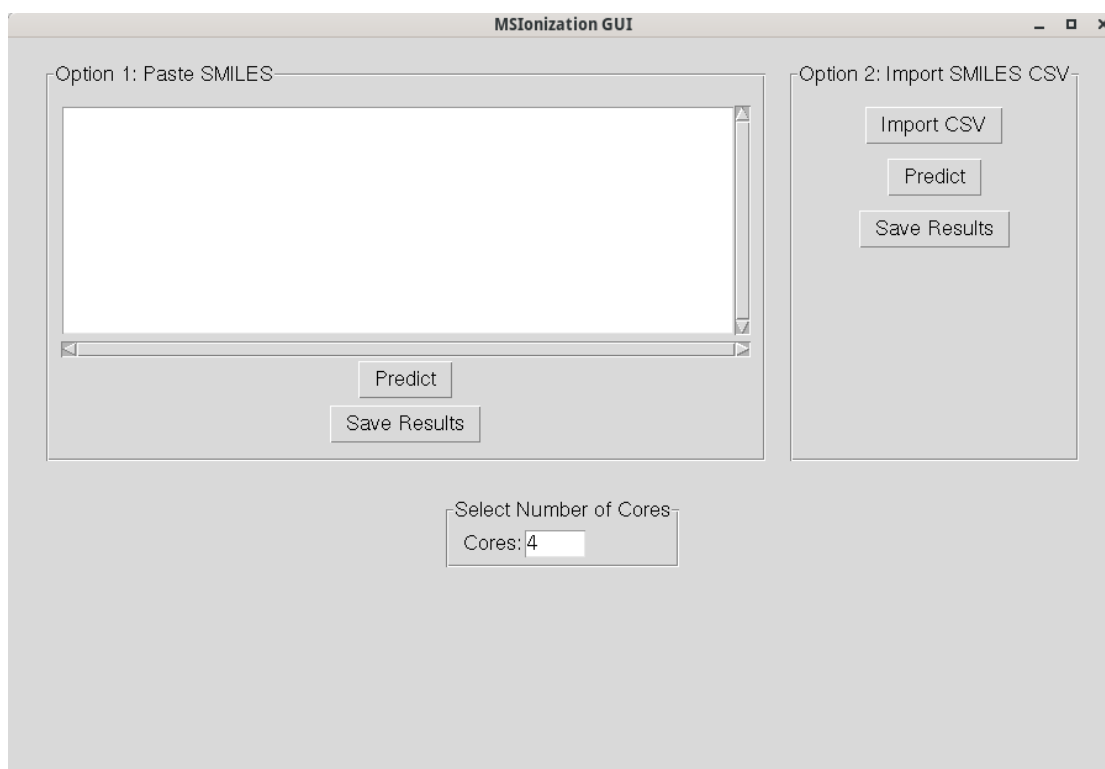 MSIonization GUI
Option 1: Paste SMILES
Predict
Save Results
Option 2: Import SMILES CSV
Import CSV
Predict
Save Results
Select Number of Cores
Cores: 4